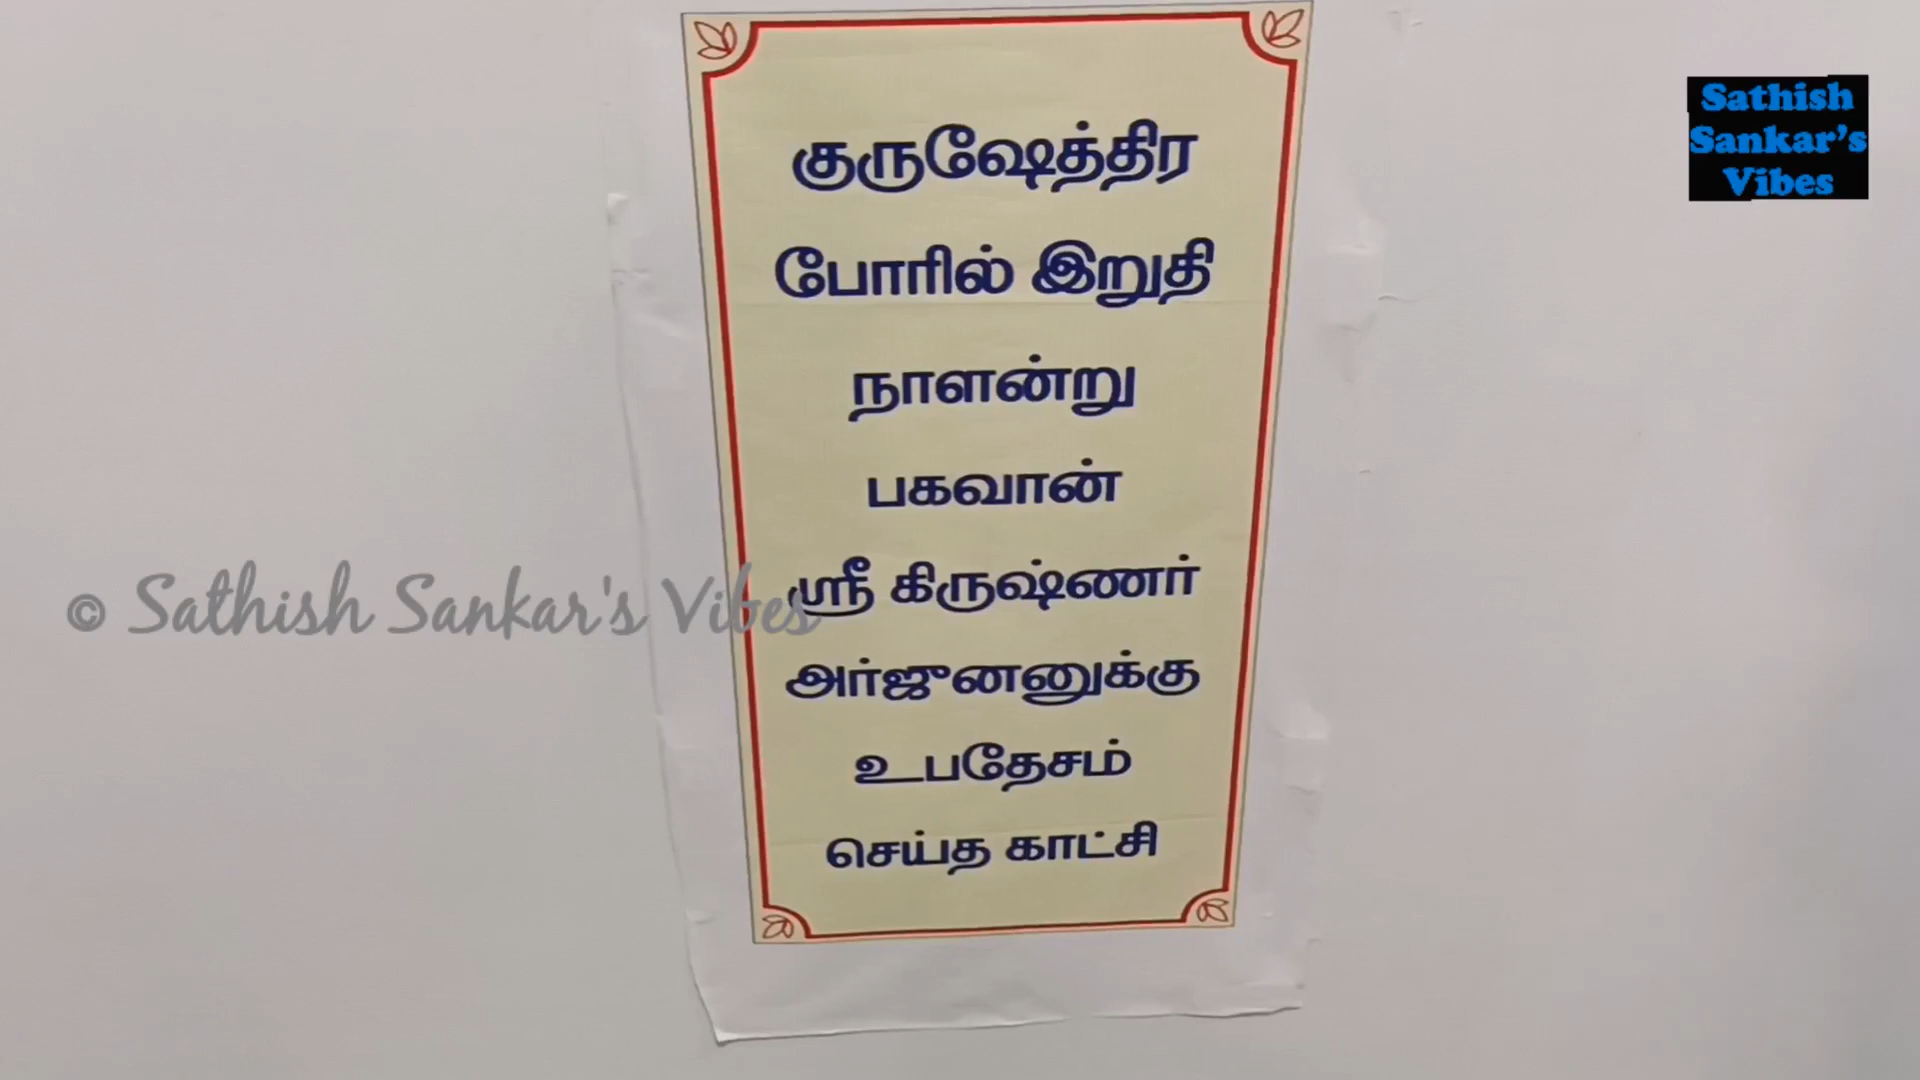 குருஷேத்திர
போரில் இறுதி
நாளன்று
பகவான்
ஸ்ரீ கிருஷ்ணர்
அர்ஜுனனுக்கு
உபதேசம்
செய்த காட்சி
Sathish
Sankar's
Vibes
© Sathish Sankar's Vibes